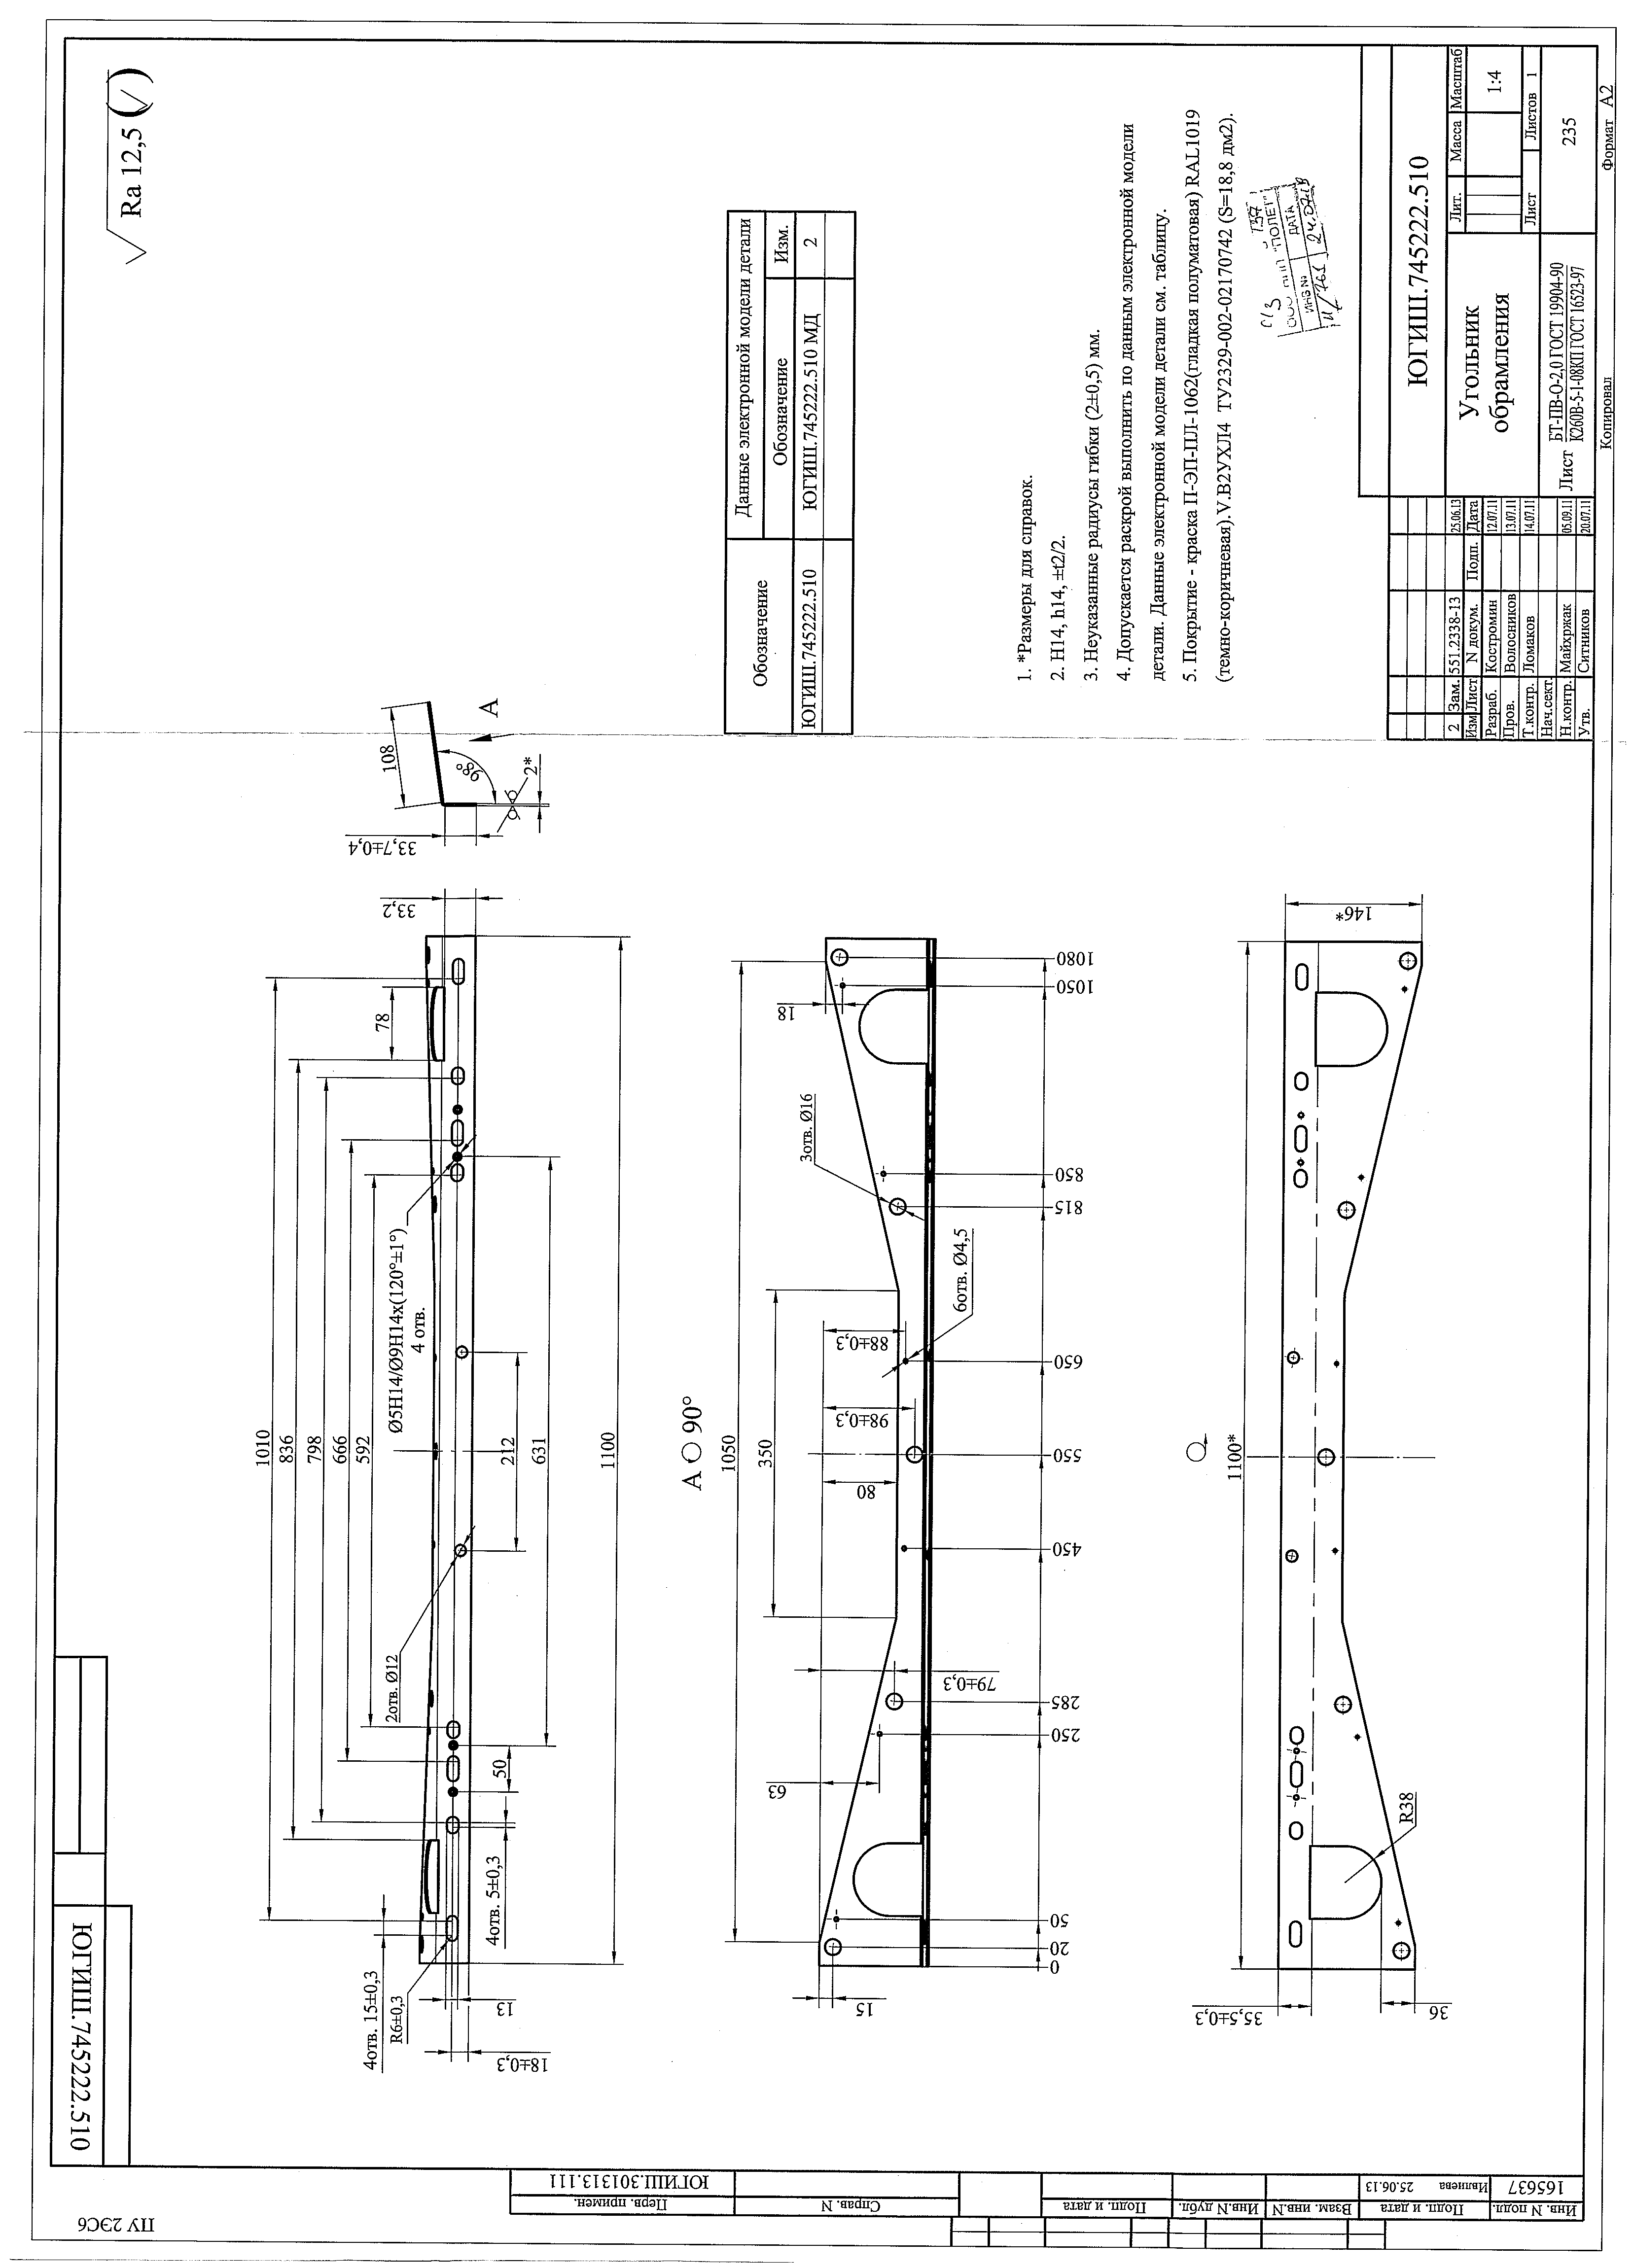 Ra 12,5 (√)
ЮГИШ.745222.510
ПУ 2ЭС6
1010
836
798
666
592
78
33,2
33,7±0,4
108
98°
2*
А
Ø5H14/Ø9H14x(120°±1°)
4 отв.
2отв. Ø12
212
631
50
1100
4отв. 15±0,3
R6±0,3
4отв. 5±0,3
13
18±0,3
А 90°
1050
350
18
3отв. Ø16
6отв. Ø4,5
88±0,3
98±0,3
80
79±0,3
63
15
0
20
50
250
285
450
550
650
815
850
1050
1080
1100*
146*
R38
35,5±0,3
36
Обозначение
Данные электронной модели детали
Обозначение
Изм.
ЮГИШ.745222.510
ЮГИШ.745222.510 МД
2
1. *Размеры для справок.
2. H14, h14, ±t2/2.
3. Неуказанные радиусы гибки (2±0,5) мм.
4. Допускается раскрой выполнить по данным электронной модели
детали. Данные электронной модели детали см. таблицу.
5. Покрытие - краска П-ЭП-ПЛ-1062(гладкая полуматовая) RAL1019
(темно-коричневая).V.В2УХЛ4 ТУ2329-002-02170742 (S=18,8 дм2).
"ПОЛЕТ"
ИНВ.№
ДАТА
ЮГИШ.745222.510
2 Зам. 551.2338-13 25.06.13
Изм Лист N докум. Подп. Дата
Разраб. Костромин 12.07.11
Пров. Волосников 13.07.11
Т.контр. Ломаков 14.07.11
Нач.сект.
Н.контр. Майхржак 05.09.11
Утв. Ситников 20.07.11
Угольник
обрамления
Лит. Масса Масштаб
1:4
Лист Листов 1
Лист БТ-ПВ-О-2,0 ГОСТ 19904-90
К260В-5-1-08КП ГОСТ 16523-97
235
Копировал
Формат А2
Перв. примен.
ЮГИШ.301313.111
Справ. N
Подп. и дата
Инв.N дубл.
Взам. инв.N
Подп. и дата
25.06.13
Инв. N подл.
165637